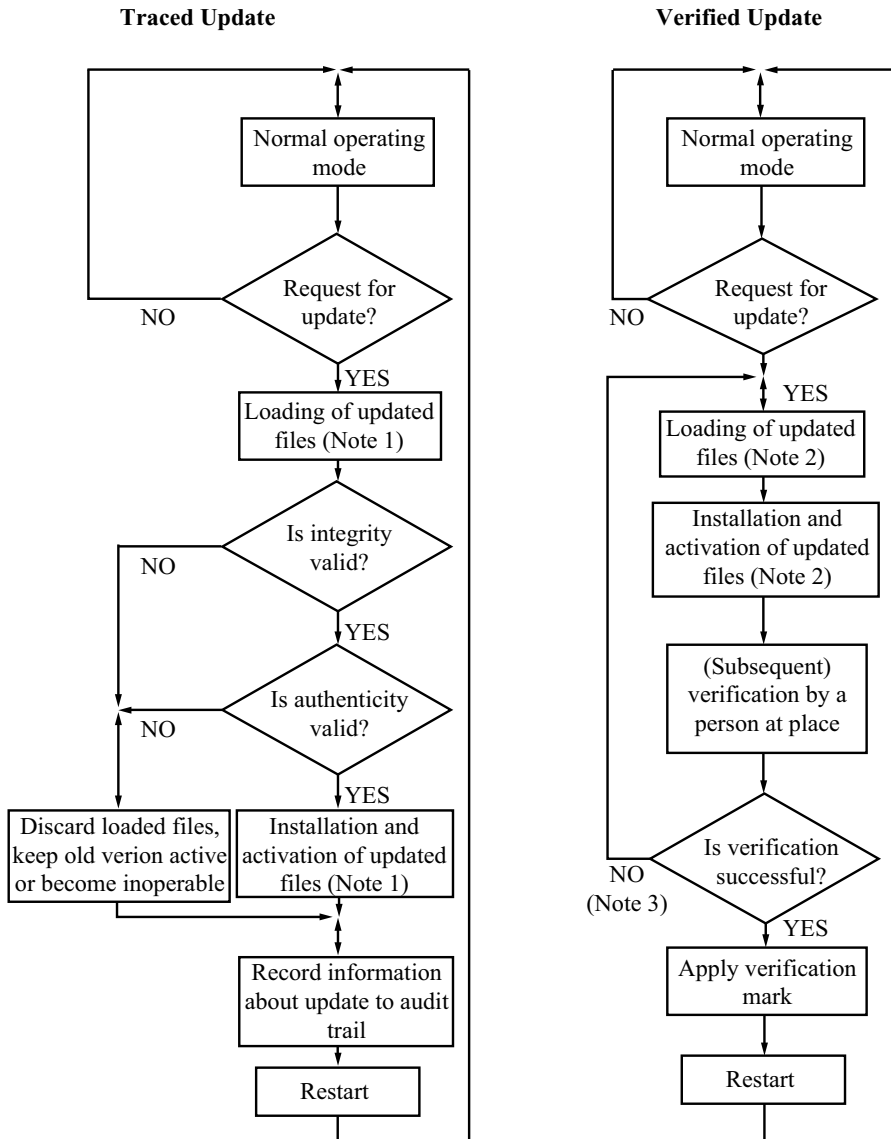 Traced Update
Normal operating
mode
Request for
update?
NO
YES
Loading of updated
files (Note 1)
Is integrity
valid?
NO
YES
Is authenticity
valid?
NO
YES
Discard loaded files,
keep old verion active
or become inoperable
Installation and
activation of updated
files (Note 1)
Record information
about update to audit
trail
Restart
Verified Update
Normal operating
mode
Request for
update?
NO
YES
Loading of updated
files (Note 2)
Installation and
activation of updated
files (Note 2)
(Subsequent)
verification by a
person at place
Is verification
successful?
NO
(Note 3)
YES
Apply verification
mark
Restart